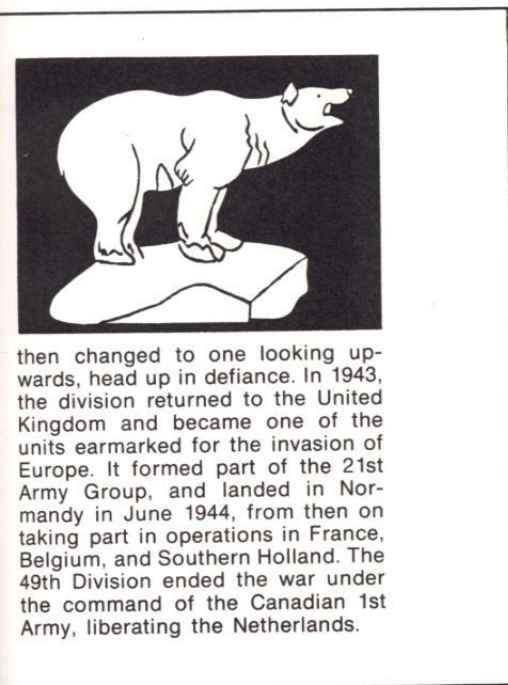 then changed to one looking up-
wards, head up in defiance. In 1943,
the division returned to the United
Kingdom and became one of the
units earmarked for the invasion of
Europe. It formed part of the 21st
Army Group, and landed in Nor-
mandy in June 1944, from then on
taking part in operations in France,
Belgium, and Southern Holland. The
49th Division ended the war under
the command of the Canadian 1st
Army, liberating the Netherlands.